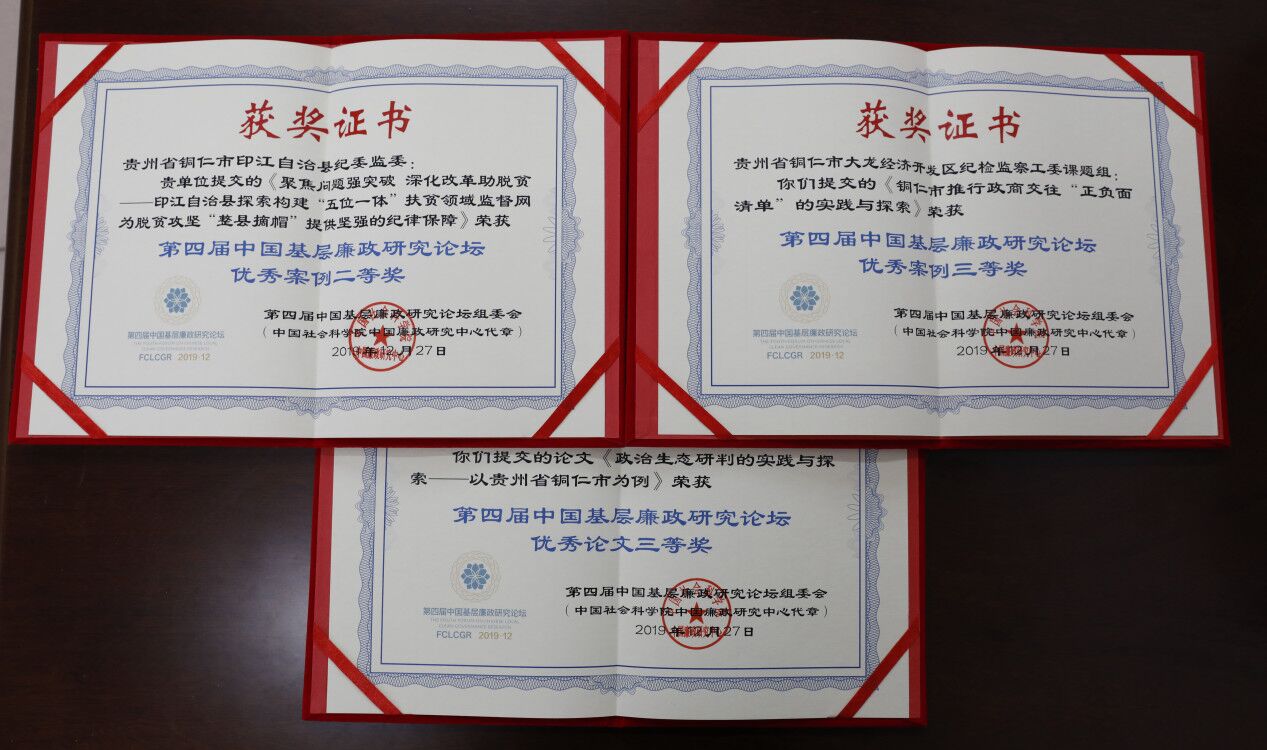 获奖证书
贵州省铜仁市印江自治县纪委监委：
贵单位提交的《聚焦问题强突破 深化改革助脱贫
——印江自治县探索构建“五位一体”扶贫领域监督网
为脱贫攻坚“整县摘帽”提供坚强的纪律保障》荣获
第四届中国基层廉政研究论坛
优秀案例二等奖
第四届中国基层廉政研究论坛
FCLCGR 2019·12
第四届中国基层廉政研究论坛组委会
（中国社会科学院中国廉政研究中心代章）
2019年12月27日
获奖证书
贵州省铜仁市大龙经济开发区纪检监察工委课题组：
你们提交的《铜仁市推行政商交往“正负面
清单”的实践与探索》荣获
第四届中国基层廉政研究论坛
优秀案例三等奖
第四届中国基层廉政研究论坛
FCLCGR 2019·12
第四届中国基层廉政研究论坛组委会
（中国社会科学院中国廉政研究中心代章）
2019年12月27日
你们提交的论文《政治生态研判的实践与探
索——以贵州省铜仁市为例》荣获
第四届中国基层廉政研究论坛
优秀论文三等奖
第四届中国基层廉政研究论坛
FCLCGR 2019·12
第四届中国基层廉政研究论坛组委会
（中国社会科学院中国廉政研究中心代章）
2019年12月27日